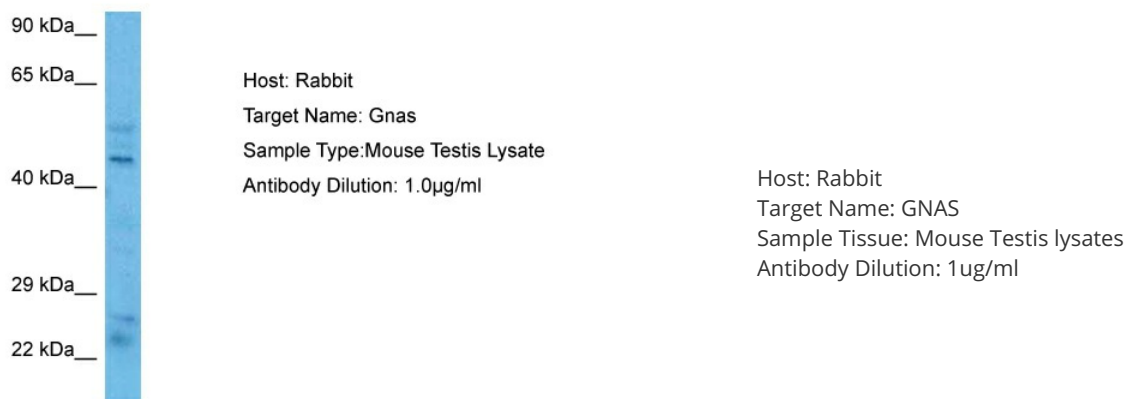 90 kDa__
65 kDa__
40 kDa__
29 kDa__
22 kDa__
Host: Rabbit
Target Name: Gnas
Sample Type:Mouse Testis Lysate
Antibody Dilution: 1.0µg/ml
Host: Rabbit
Target Name: GNAS
Sample Tissue: Mouse Testis lysates
Antibody Dilution: 1ug/ml